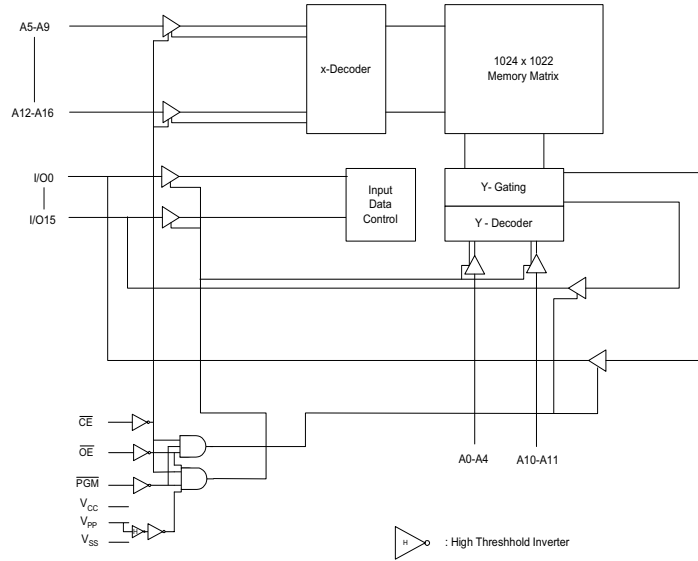 A5-A9
x-Decoder
1024 x 1022
Memory Matrix
A12-A16
I/O0
I/O15
Input
Data
Control
Y- Gating
Y - Decoder
CE
OE
PGM
VCC
VPP
VSS
H
A0-A4
A10-A11
H
: High Threshhold Inverter